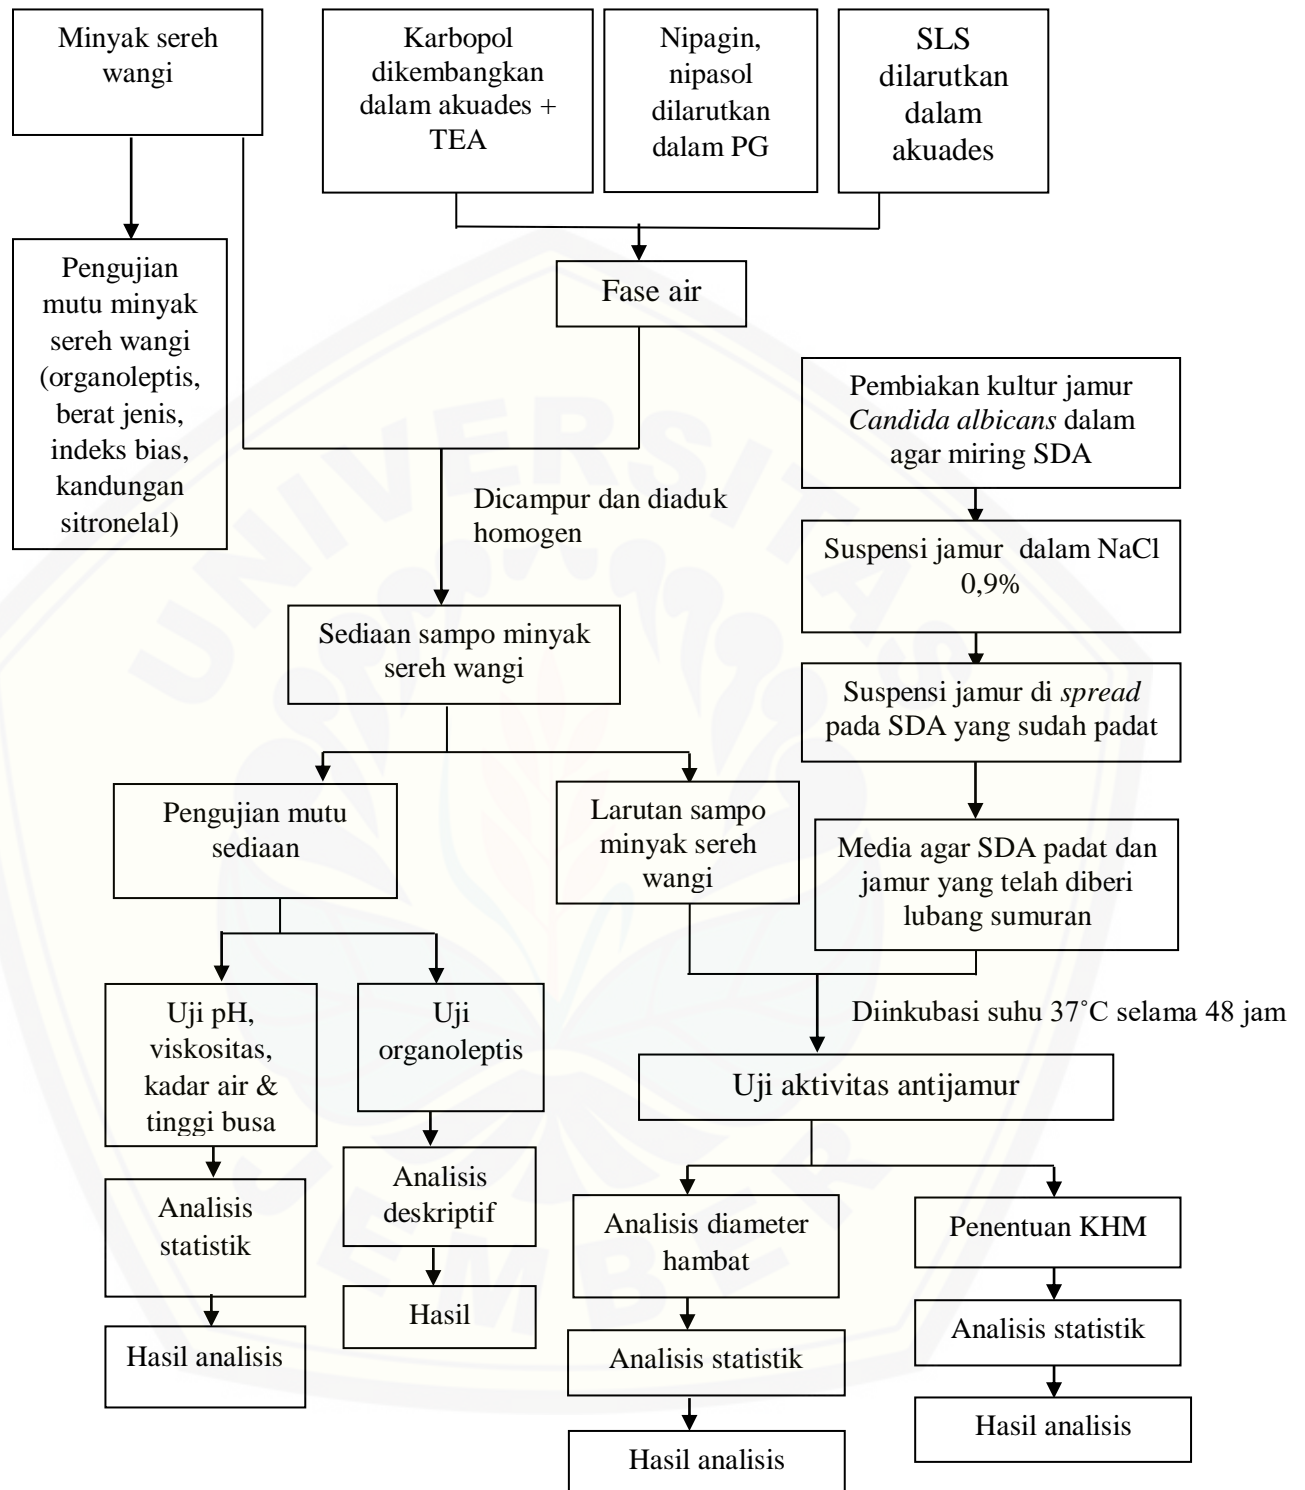 Minyak sereh
wangi
Karbopol
dikembangkan
dalam akuades +
TEA
Nipagin,
nipasol
dilarutkan
dalam PG
SLS
dilarutkan
dalam
akuades
Pengujian
mutu minyak
sereh wangi
(organoleptis,
berat jenis,
indeks bias,
kandungan
sitronelal)
Fase air
Pembiakan kultur jamur
Candida albicans dalam
agar miring SDA
Dicampur dan diaduk
homogen
Suspensi jamur dalam NaCl
0,9%
Sediaan sampo minyak
sereh wangi
Suspensi jamur di spread
pada SDA yang sudah padat
Pengujian mutu
sediaan
Larutan sampo
minyak sereh
wangi
Media agar SDA padat dan
jamur yang telah diberi
lubang sumuran
Uji pH,
viskositas,
kadar air &
tinggi busa
Uji
organoleptis
Diinkubasi suhu 37˚C selama 48 jam
Uji aktivitas antijamur
Analisis
statistik
Analisis
deskriptif
Analisis diameter
hambat
Penentuan KHM
Hasil analisis
Hasil
Analisis statistik
Analisis statistik
Hasil analisis
Hasil analisis
UNIVERSITAS
JEMBER